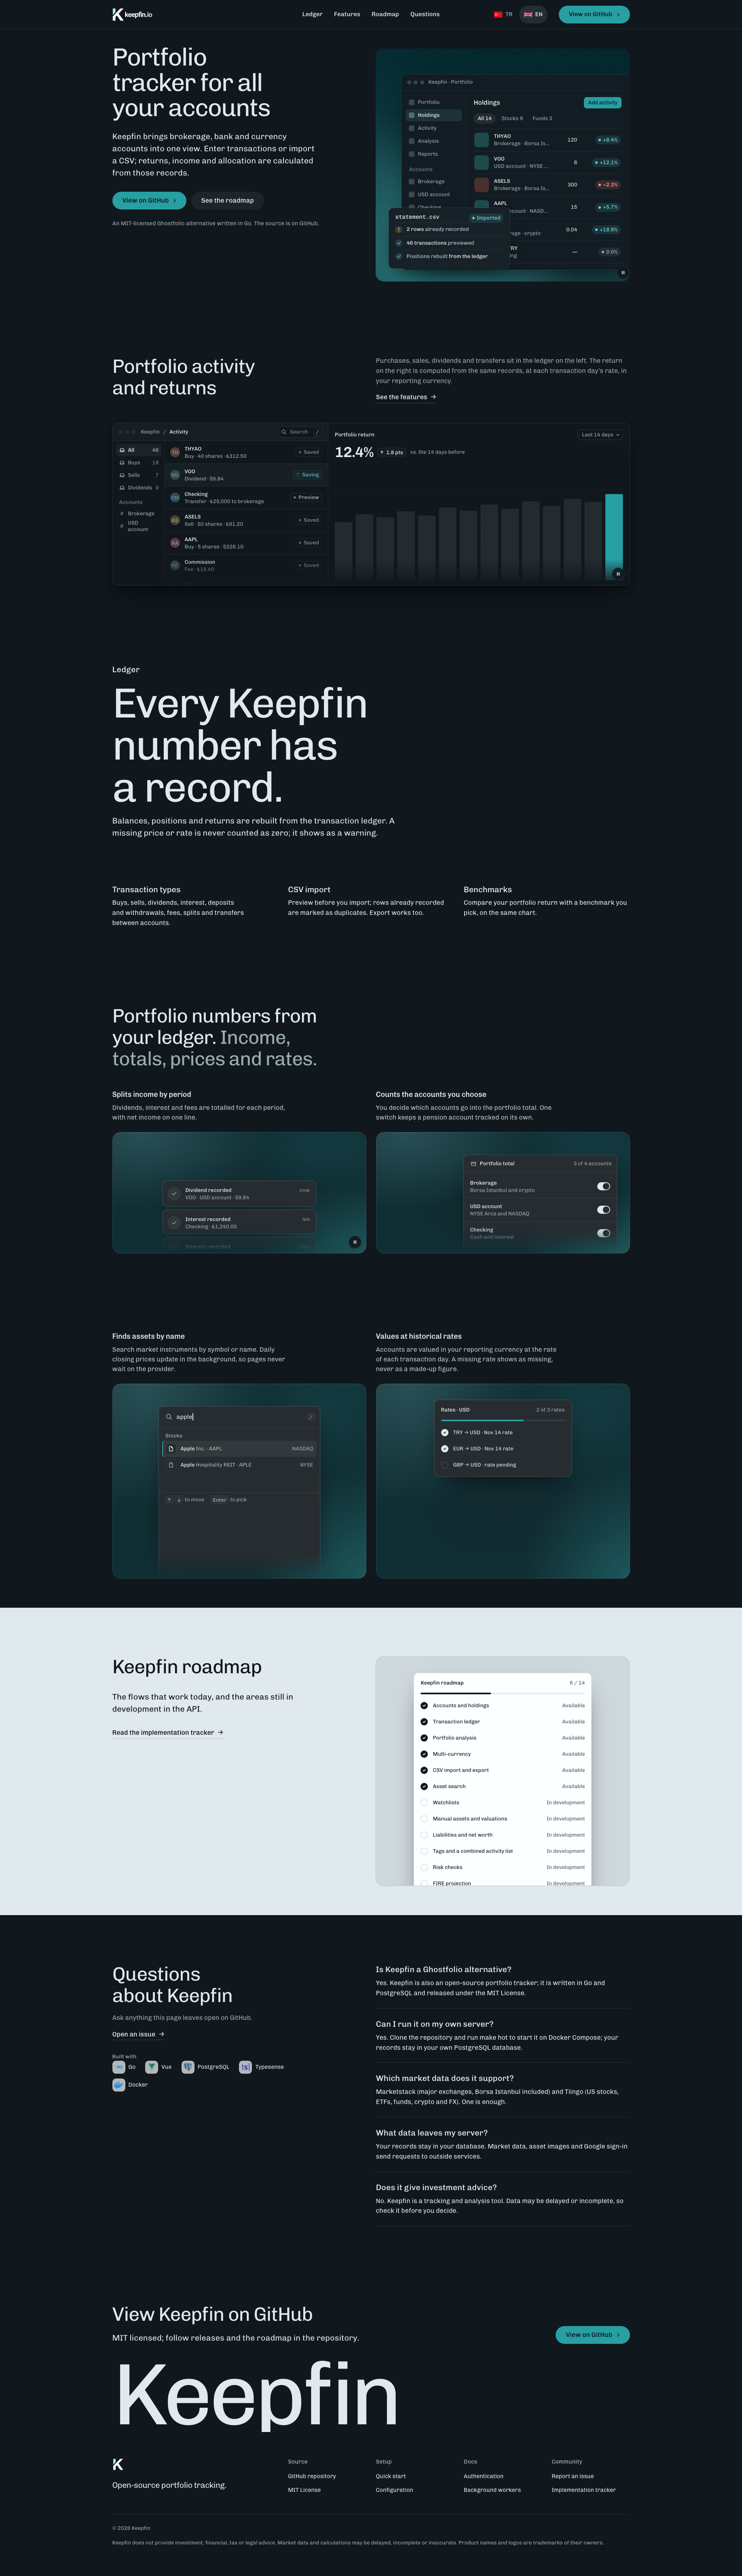 keepfin.io
Ledger Features Roadmap Questions
TR EN
View on GitHub
Portfolio
tracker for all
your accounts
Keepfin brings brokerage, bank and currency
accounts into one view. Enter transactions or import
a CSV; returns, income and allocation are calculated
from those records.
View on GitHub
See the roadmap
An MIT-licensed Ghostfolio alternative written in Go. The source is on GitHub.
Keepfin · Portfolio
Portfolio
Holdings
Activity
Analysis
Reports
Accounts
Brokerage
USD account
Checking
Holdings
Add activity
All 14 Stocks 8 Funds 3
THYAO
Brokerage · Borsa Is...
120
+8.4%
VOO
USD account · NYSE ...
6
+12.1%
ASELS
Brokerage · Borsa Is...
300
−2.3%
AAPL
account · NASD...
15
+5.7%
rage · crypto
0.04
+18.9%
TRY
ing
—
0.0%
statement.csv
Imported
2 rows already recorded
46 transactions previewed
Positions rebuilt from the ledger
Portfolio activity
and returns
Purchases, sales, dividends and transfers sit in the ledger on the left. The return
on the right is computed from the same records, at each transaction day's rate, in
your reporting currency.
See the features
Keepfin / Activity
Search /
All 46
Buys 18
Sells 7
Dividends 9
Accounts
# Brokerage
# USD
account
TH
THYAO
Buy · 40 shares · ₺312.50
Saved
VO
VOO
Dividend · $9.84
Saving
CH
Checking
Transfer · ₺25,000 to brokerage
Preview
AS
ASELS
Sell · 50 shares · ₺91.20
Saved
AA
AAPL
Buy · 5 shares · $226.10
Saved
Commission
Fee · ₺18.40
Saved
Portfolio return
Last 14 days
12.4%
1.8 pts
vs. the 14 days before
Ledger
Every Keepfin
number has
a record.
Balances, positions and returns are rebuilt from the transaction ledger. A
missing price or rate is never counted as zero; it shows as a warning.
Transaction types
Buys, sells, dividends, interest, deposits
and withdrawals, fees, splits and transfers
between accounts.
CSV import
Preview before you import; rows already recorded
are marked as duplicates. Export works too.
Benchmarks
Compare your portfolio return with a benchmark you
pick, on the same chart.
Portfolio numbers from
your ledger. Income,
totals, prices and rates.
Splits income by period
Dividends, interest and fees are totalled for each period,
with net income on one line.
Dividend recorded
VOO · USD account · $9.84
now
Interest recorded
Checking · ₺1,240.00
4m
Interest recorded
Counts the accounts you choose
You decide which accounts go into the portfolio total. One
switch keeps a pension account tracked on its own.
Portfolio total
3 of 4 accounts
Brokerage
Borsa Istanbul and crypto
USD account
NYSE Arca and NASDAQ
Checking
Cash and interest
Finds assets by name
Search market instruments by symbol or name. Daily
closing prices update in the background, so pages never
wait on the provider.
apple
/
Stocks
Apple Inc. · AAPL
NASDAQ
Apple Hospitality REIT · APLE
NYSE
↑ ↓ to move Enter to pick
Values at historical rates
Accounts are valued in your reporting currency at the rate
of each transaction day. A missing rate shows as missing,
never as a made-up figure.
Rates · USD
2 of 3 rates
TRY → USD · Nov 14 rate
EUR → USD · Nov 14 rate
GBP → USD · rate pending
Keepfin roadmap
The flows that work today, and the areas still in
development in the API.
Read the implementation tracker
Keepfin roadmap
6 / 14
Accounts and holdings Available
Transaction ledger Available
Portfolio analysis Available
Multi-currency Available
CSV import and export Available
Asset search Available
Watchlists In development
Manual assets and valuations In development
Liabilities and net worth In development
Tags and a combined activity list In development
Risk checks In development
FIRE projection In development
Questions
about Keepfin
Ask anything this page leaves open on GitHub.
Open an issue
Built with
Go Vue PostgreSQL Typesense
Docker
Is Keepfin a Ghostfolio alternative?
Yes. Keepfin is also an open-source portfolio tracker; it is written in Go and
PostgreSQL and released under the MIT License.
Can I run it on my own server?
Yes. Clone the repository and run make hot to start it on Docker Compose; your
records stay in your own PostgreSQL database.
Which market data does it support?
Marketstack (major exchanges, Borsa Istanbul included) and Tiingo (US stocks,
ETFs, funds, crypto and FX). One is enough.
What data leaves my server?
Your records stay in your database. Market data, asset images and Google sign-in
send requests to outside services.
Does it give investment advice?
No. Keepfin is a tracking and analysis tool. Data may be delayed or incomplete, so
check it before you decide.
View Keepfin on GitHub
MIT licensed; follow releases and the roadmap in the repository.
View on GitHub
Keepfin
Open-source portfolio tracking.
Source
GitHub repository
MIT License
Setup
Quick start
Configuration
Docs
Authentication
Background workers
Community
Report an issue
Implementation tracker
© 2026 Keepfin
Keepfin does not provide investment, financial, tax or legal advice. Market data and calculations may be delayed, incomplete or inaccurate. Product names and logos are trademarks of their owners.